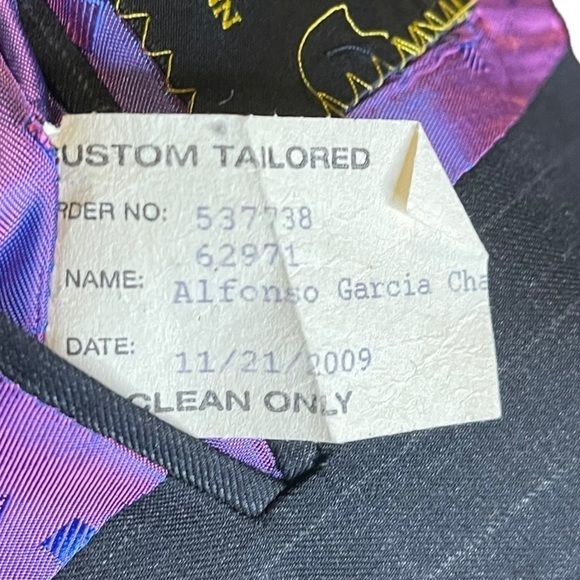 CUSTOM TAILORED
RDER NO: 537738
62971
NAME: Alfonso Garcia Cha
DATE: 11/21/2009
CLEAN ONLY